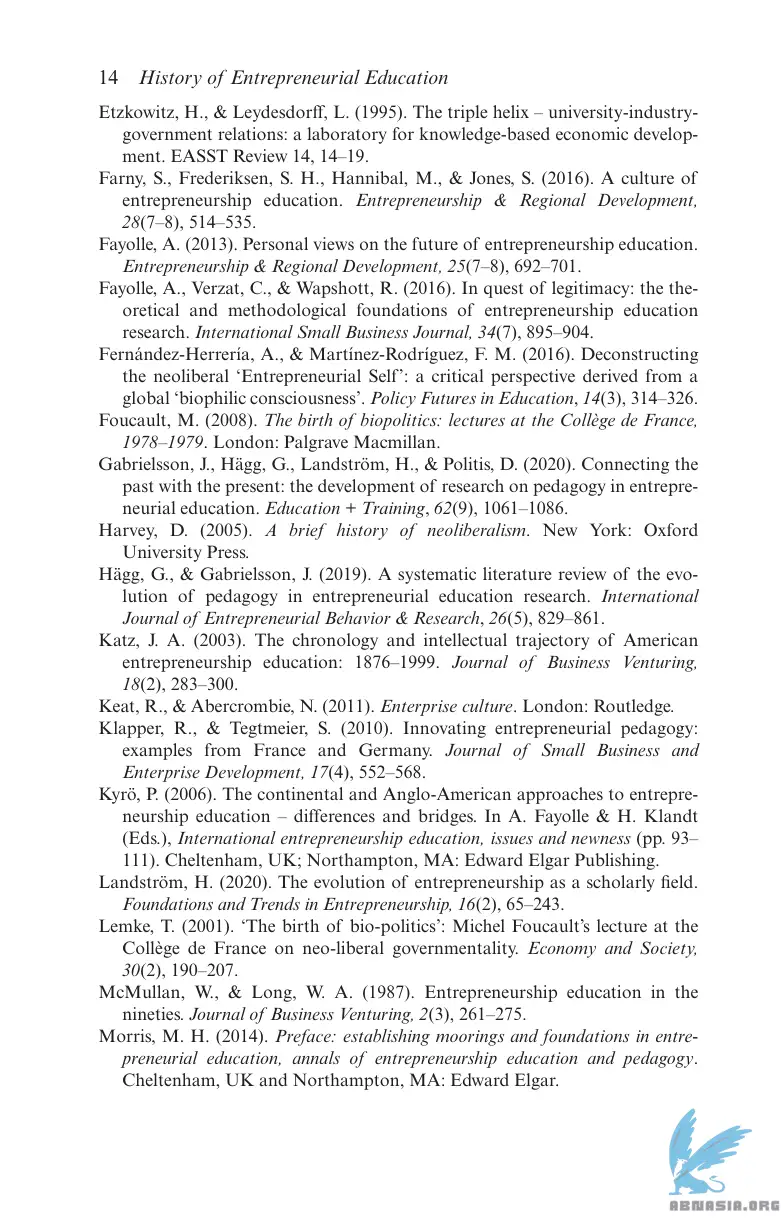 14 History of Entrepreneurial Education
Etzkowitz, H., & Leydesdorff, L. (1995). The triple helix – university-industry-
government relations: a laboratory for knowledge-based economic develop-
ment. EASST Review 14, 14–19.
Farny, S., Frederiksen, S. H., Hannibal, M., & Jones, S. (2016). A culture of
entrepreneurship education. Entrepreneurship & Regional Development,
28(7–8), 514–535.
Fayolle, A. (2013). Personal views on the future of entrepreneurship education.
Entrepreneurship & Regional Development, 25(7–8), 692–701.
Fayolle, A., Verzat, C., & Wapshott, R. (2016). In quest of legitimacy: the the-
oretical and methodological foundations of entrepreneurship education
research. International Small Business Journal, 34(7), 895–904.
Fernández-Herrería, A., & Martínez-Rodríguez, F. M. (2016). Deconstructing
the neoliberal ‘Entrepreneurial Self’: a critical perspective derived from a
global ‘biophilic consciousness’. Policy Futures in Education, 14(3), 314–326.
Foucault, M. (2008). The birth of biopolitics: lectures at the Collège de France,
1978–1979. London: Palgrave Macmillan.
Gabrielsson, J., Hägg, G., Landström, H., & Politis, D. (2020). Connecting the
past with the present: the development of research on pedagogy in entrepre-
neurial education. Education + Training, 62(9), 1061–1086.
Harvey, D. (2005). A brief history of neoliberalism. New York: Oxford
University Press.
Hägg, G., & Gabrielsson, J. (2019). A systematic literature review of the evo-
lution of pedagogy in entrepreneurial education research. International
Journal of Entrepreneurial Behavior & Research, 26(5), 829–861.
Katz, J. A. (2003). The chronology and intellectual trajectory of American
entrepreneurship education: 1876–1999. Journal of Business Venturing,
18(2), 283–300.
Keat, R., & Abercrombie, N. (2011). Enterprise culture. London: Routledge.
Klapper, R., & Tegtmeier, S. (2010). Innovating entrepreneurial pedagogy:
examples from France and Germany. Journal of Small Business and
Enterprise Development, 17(4), 552–568.
Kyrö, P. (2006). The continental and Anglo-American approaches to entrepre-
neurship education – differences and bridges. In A. Fayolle & H. Klandt
(Eds.), International entrepreneurship education, issues and newness (pp. 93–
111). Cheltenham, UK; Northampton, MA: Edward Elgar Publishing.
Landström, H. (2020). The evolution of entrepreneurship as a scholarly field.
Foundations and Trends in Entrepreneurship, 16(2), 65–243.
Lemke, T. (2001). ‘The birth of bio-politics’: Michel Foucault’s lecture at the
Collège de France on neo-liberal governmentality. Economy and Society,
30(2), 190–207.
McMullan, W., & Long, W. A. (1987). Entrepreneurship education in the
nineties. Journal of Business Venturing, 2(3), 261–275.
Morris, M. H. (2014). Preface: establishing moorings and foundations in entre-
preneurial education, annals of entrepreneurship education and pedagogy.
Cheltenham, UK and Northampton, MA: Edward Elgar.
ABNASIA.ORG